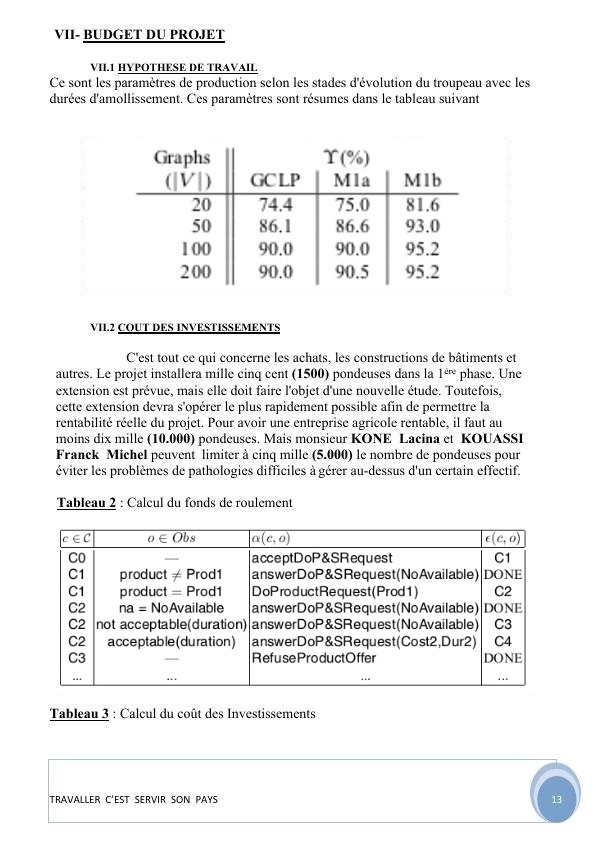 VII- BUDGET DU PROJET
VII.1 HYPOTHESE DE TRAVAIL
Ce sont les paramètres de production selon les stades d'évolution du troupeau avec les
durées d'amollissement. Ces paramètres sont résumes dans le tableau suivant
Graphs ϒ(%)
(|V|) GCLP M1a M1b
20 74.4 75.0 81.6
50 86.1 86.6 93.0
100 90.0 90.0 95.2
200 90.0 90.5 95.2
VII.2 COUT DES INVESTISSEMENTS
C'est tout ce qui concerne les achats, les constructions de bâtiments et
autres. Le projet installera mille cinq cent (1500) pondeuses dans la 1ère phase. Une
extension est prévue, mais elle doit faire l'objet d'une nouvelle étude. Toutefois,
cette extension devra s'opérer le plus rapidement possible afin de permettre la
rentabilité réelle du projet. Pour avoir une entreprise agricole rentable, il faut au
moins dix mille (10.000) pondeuses. Mais monsieur KONE Lacina et KOUASSI
Franck Michel peuvent limiter à cinq mille (5.000) le nombre de pondeuses pour
éviter les problèmes de pathologies difficiles à gérer au-dessus d'un certain effectif.
Tableau 2 : Calcul du fonds de roulement
c ∈ C o ∈ Obs α(c, o) ϵ(c, o)
C0 — acceptDoP&SRequest C1
C1 product ≠ Prod1 answerDoP&SRequest(NoAvailable) DONE
C1 product = Prod1 DoProductRequest(Prod1) C2
C2 na = NoAvailable answerDoP&SRequest(NoAvailable) DONE
C2 not acceptable(duration) answerDoP&SRequest(NoAvailable) C3
C2 acceptable(duration) answerDoP&SRequest(Cost2,Dur2) C4
C3 — RefuseProductOffer DONE
... ... ... ...
Tableau 3 : Calcul du coût des Investissements
TRAVALLER C'EST SERVIR SON PAYS
13